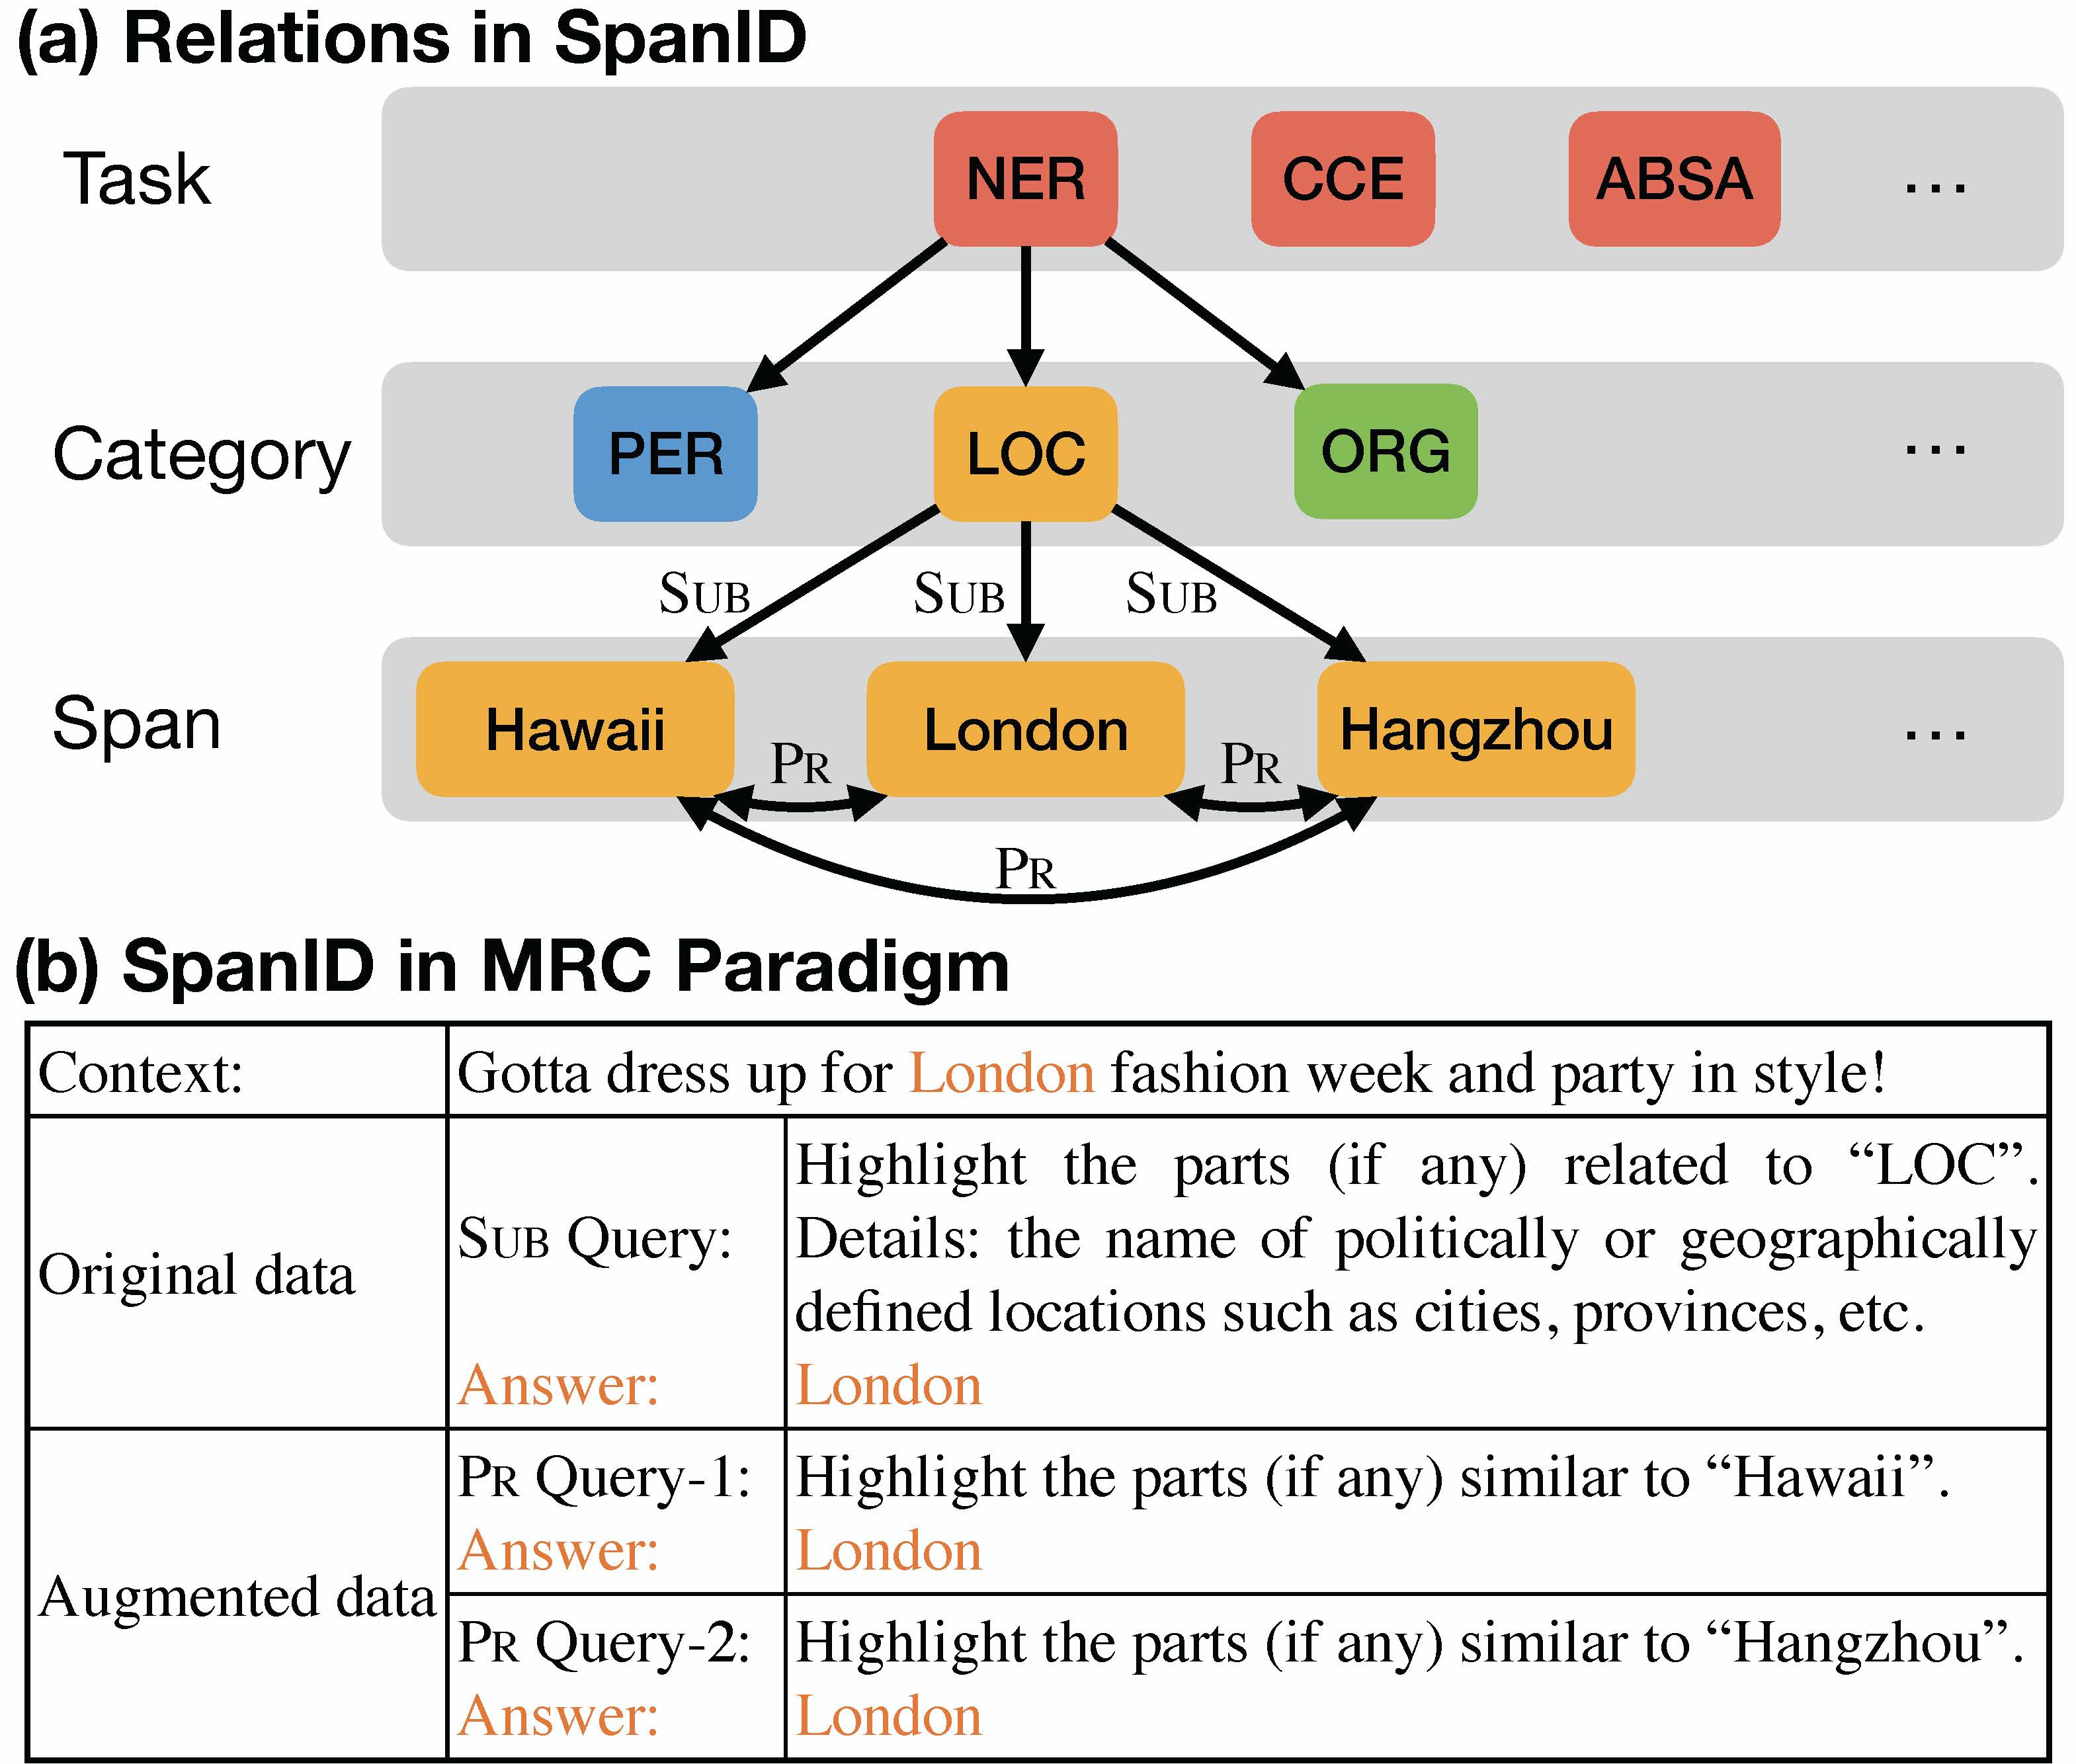 (a) Relations in SpanID
Task
NER
CCE
ABSA
...
Category
PER
LOC
ORG
...
SUB
SUB
SUB
Span
Hawaii
London
Hangzhou
...
PR
PR
PR
(b) SpanID in MRC Paradigm
Context:
Gotta dress up for London fashion week and party in style!
Original data
SUB Query:
Highlight the parts (if any) related to “LOC”.
Details: the name of politically or geographically
defined locations such as cities, provinces, etc.
Answer:
London
Augmented data
PR Query-1:
Highlight the parts (if any) similar to “Hawaii”.
Answer:
London
PR Query-2:
Highlight the parts (if any) similar to “Hangzhou”.
Answer:
London